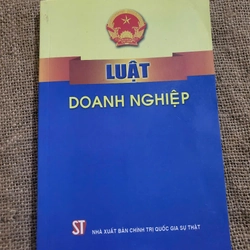 LUẬT
DOANH NGHIỆP
ST
NHÀ XUẤT BẢN CHÍNH TRỊ QUỐC GIA SỰ THẬT